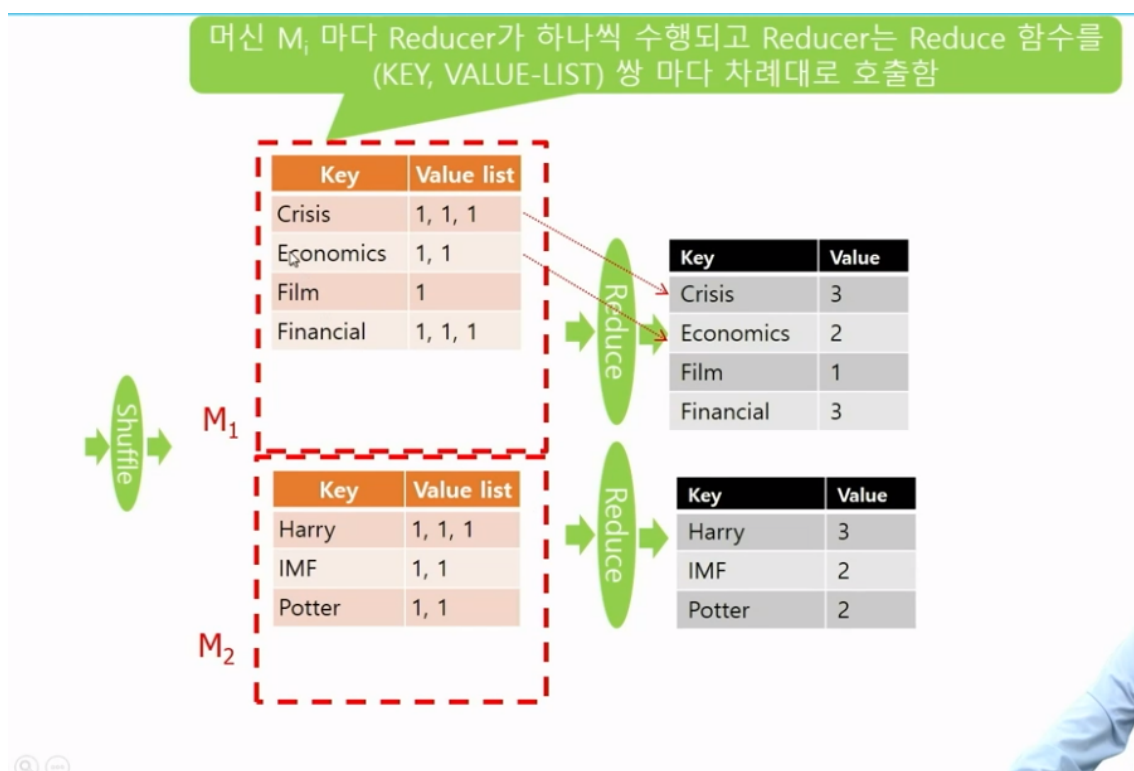 머신 Mi 마다 Reducer가 하나씩 수행되고 Reducer는 Reduce 함수를
(KEY, VALUE-LIST) 쌍 마다 차례대로 호출함
Shuffle
M1
Key Value list
Crisis 1, 1, 1
Economics 1, 1
Film 1
Financial 1, 1, 1
Reduce
Key Value
Crisis 3
Economics 2
Film 1
Financial 3
M2
Key Value list
Harry 1, 1, 1
IMF 1, 1
Potter 1, 1
Reduce
Key Value
Harry 3
IMF 2
Potter 2